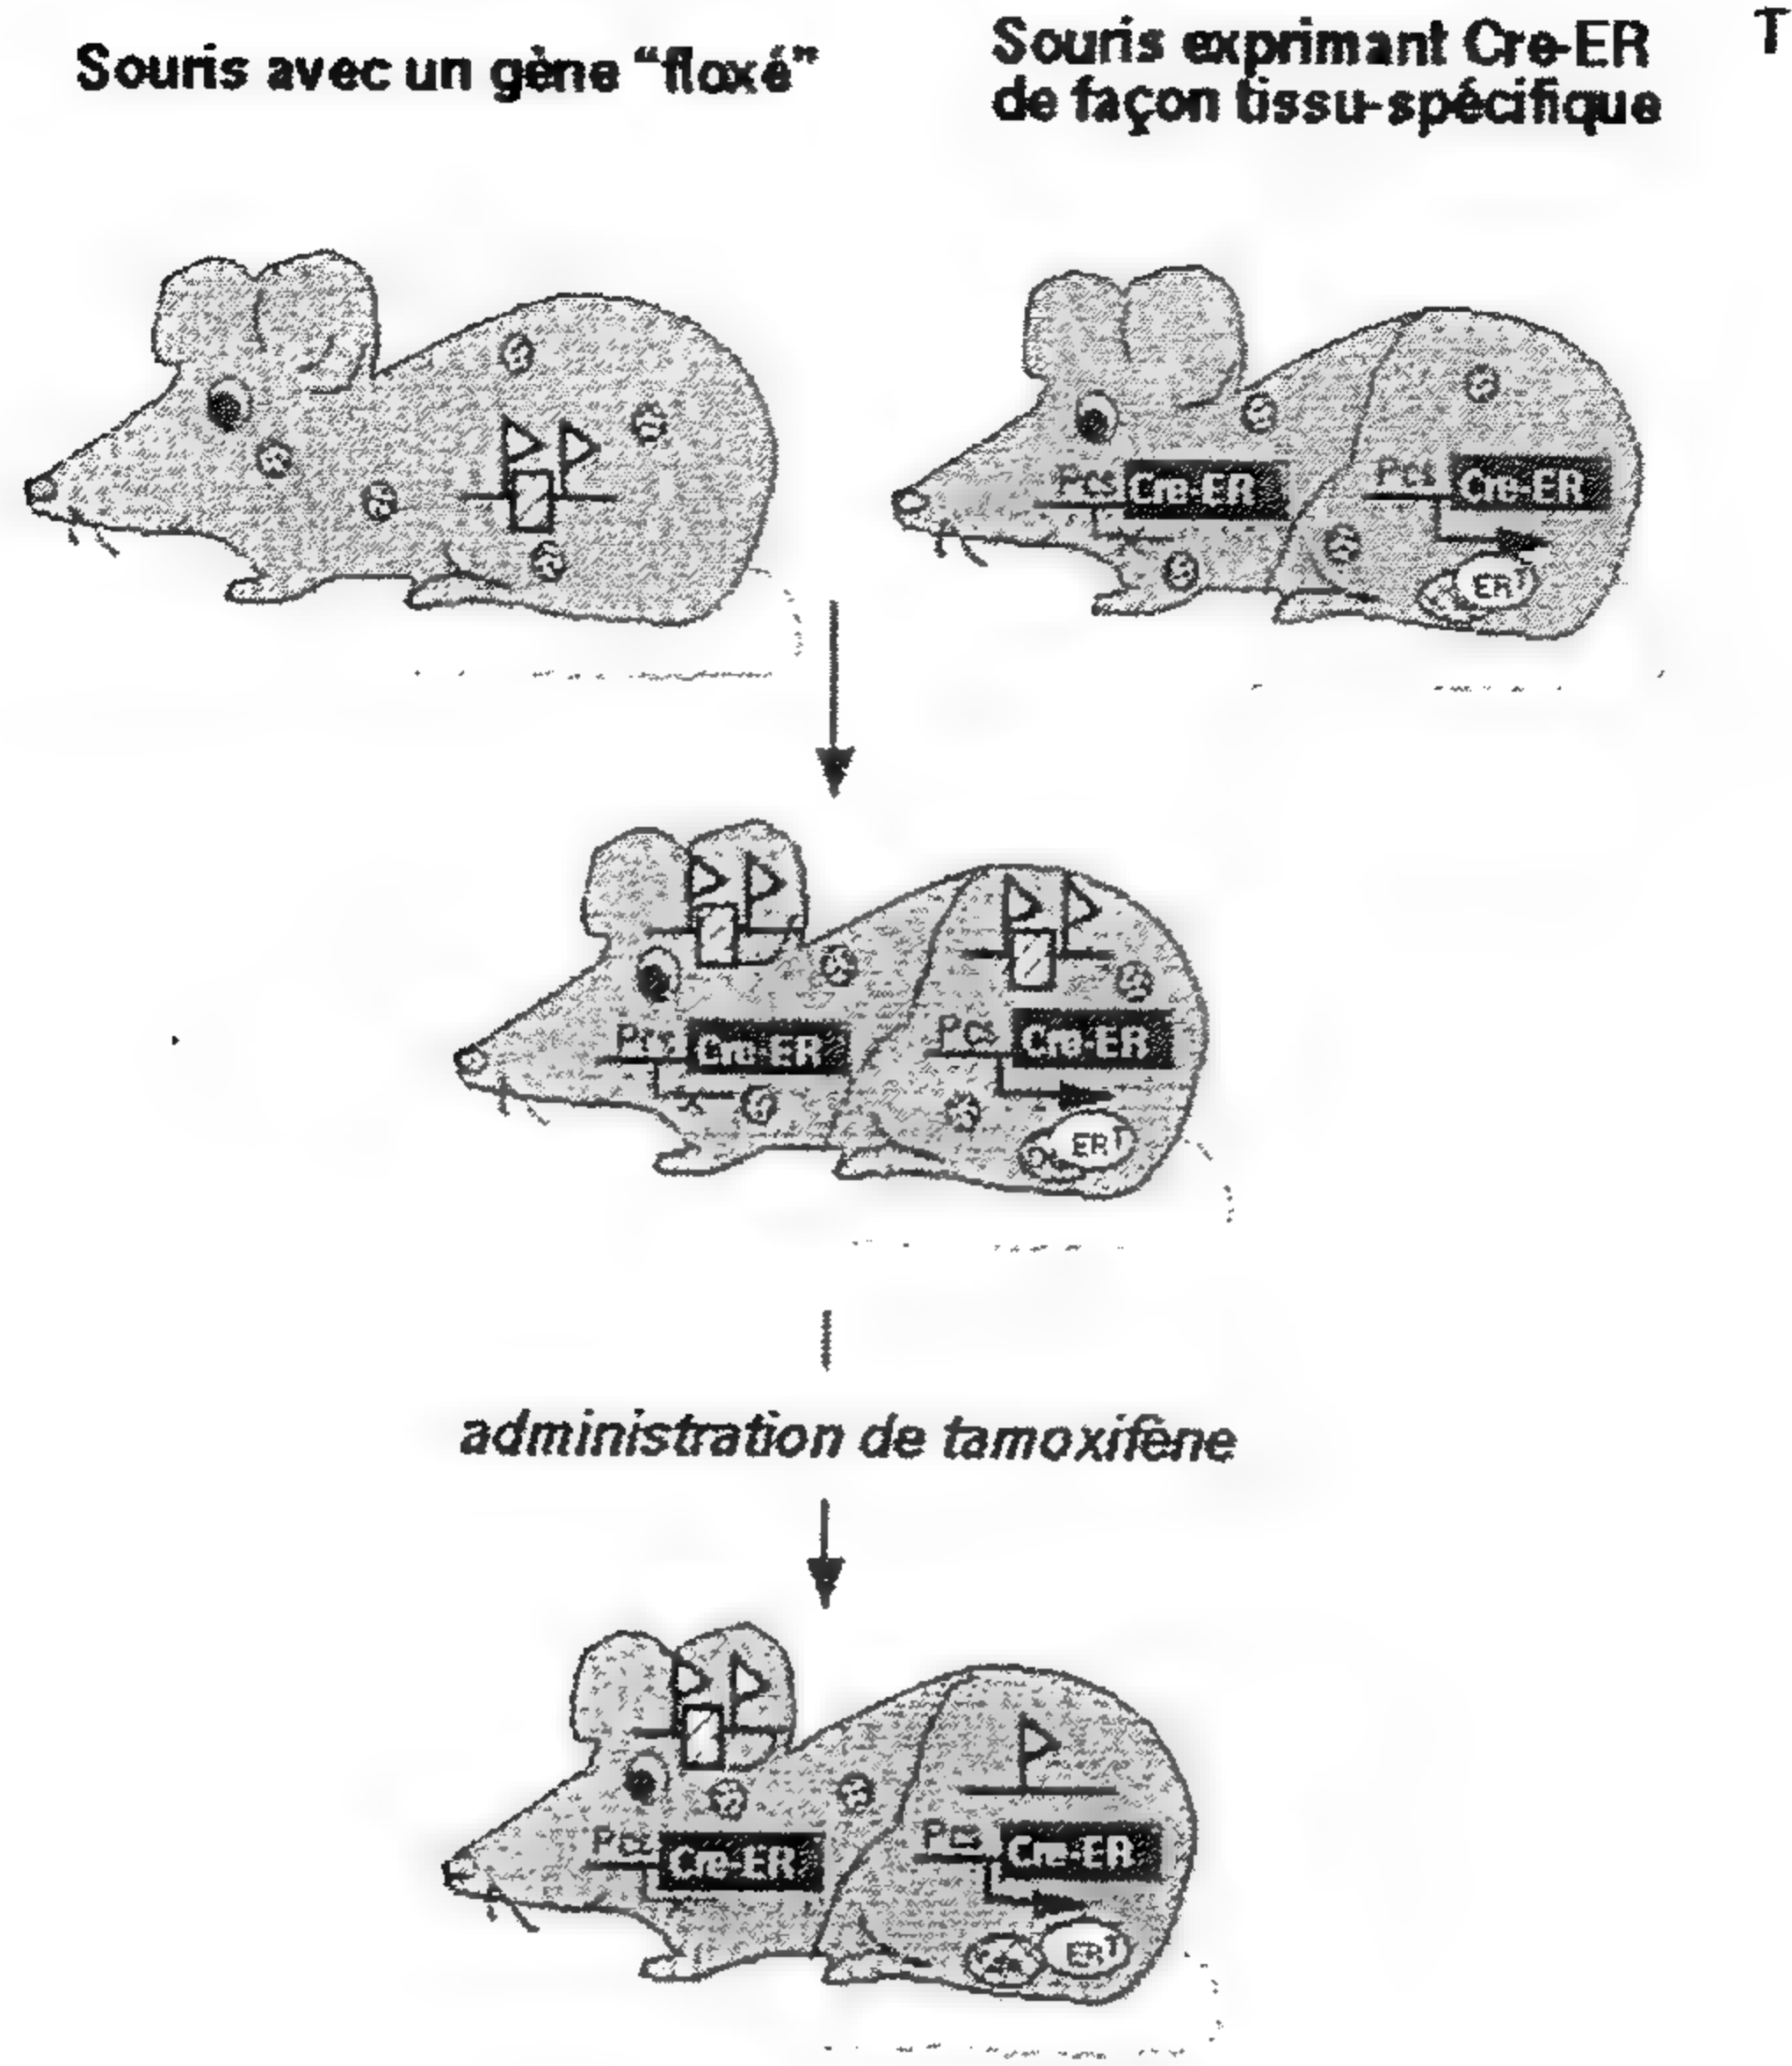 Souris avec un gène “floxé”
Souris exprimant Cre-ER T
de façon tissu-spécifique
Pcs Cre-ER
Pcs Cre-ER
ER T
Pcs Cre-ER
Pcs Cre-ER
ER T
administration de tamoxifène
Pcs Cre-ER
Pcs Cre-ER
ER T